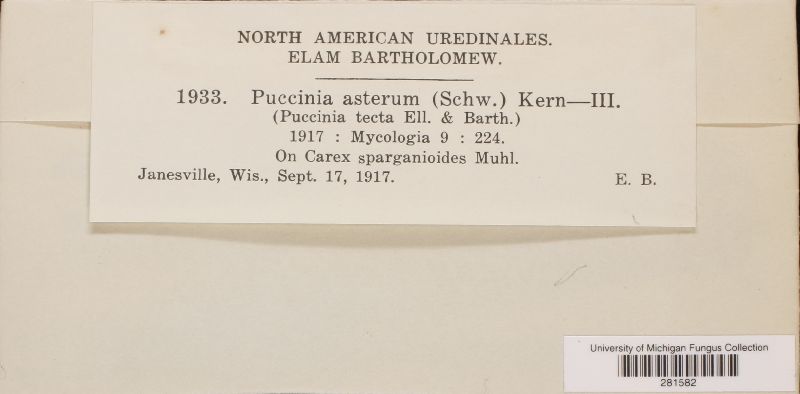 NORTH AMERICAN UREDINALES.
ELAM BARTHOLOMEW.
1933. Puccinia asterum (Schw.) Kern—III.
(Puccinia tecta Ell. & Barth.)
1917 : Mycologia 9 : 224.
On Carex sparganioides Muhl.
Janesville, Wis., Sept. 17, 1917. E. B.
University of Michigan Fungus Collection
281582